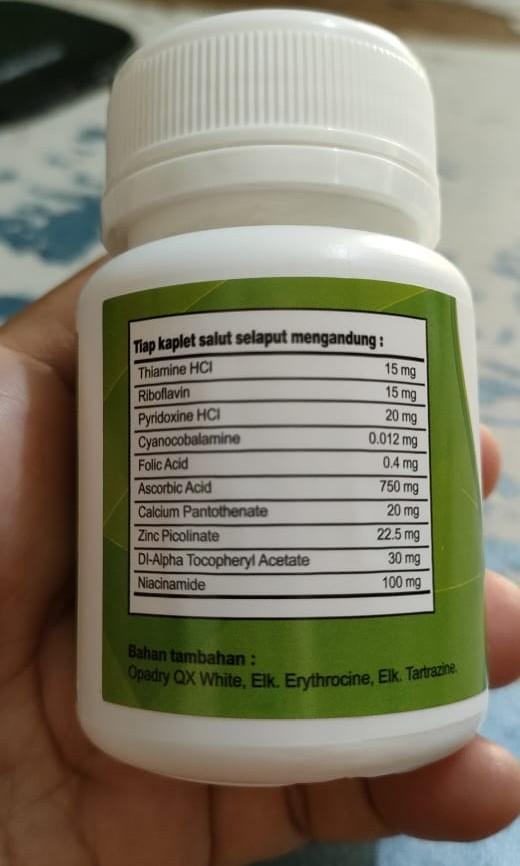 Tiap kaplet salut selaput mengandung :
Thiamine HCl 15 mg
Riboflavin 15 mg
Pyridoxine HCl 20 mg
Cyanocobalamine 0.012 mg
Folic Acid 0.4 mg
Ascorbic Acid 750 mg
Calcium Pantothenate 20 mg
Zinc Picolinate 22.5 mg
Dl-Alpha Tocopheryl Acetate 30 mg
Niacinamide 100 mg
Bahan tambahan :
Opadry QX White, Elk. Erythrocine, Elk. Tartrazine.